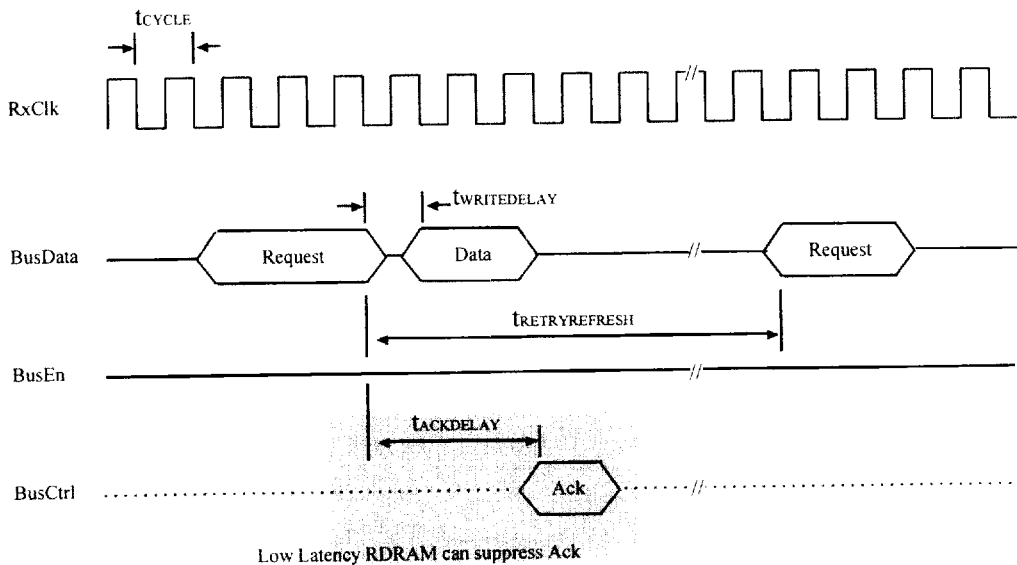 tCYCLE
RxClk
//
tWRITEDELAY
BusData
Request
Data
//
Request
tRETRYREFRESH
BusEn
//
tACKDELAY
BusCtrl
Ack
//
Low Latency RDRAM can suppress Ack